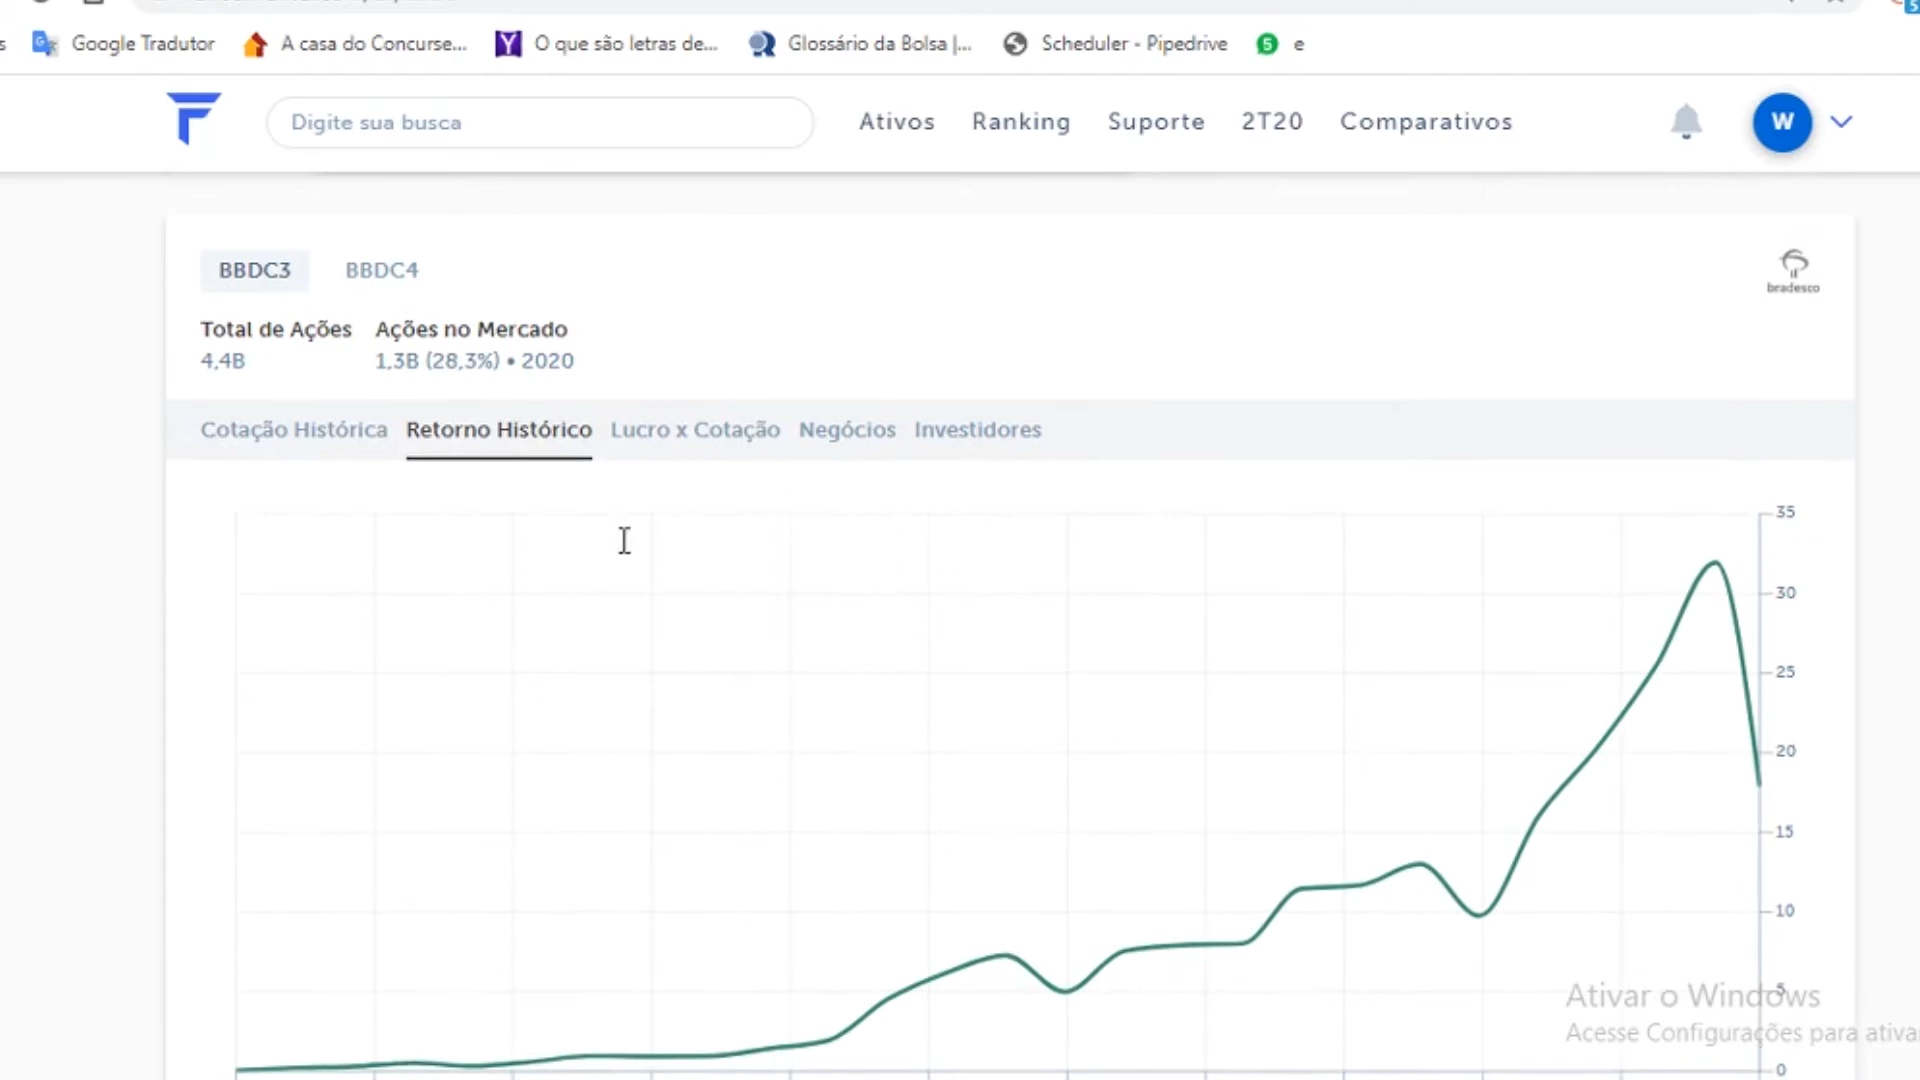 Google Tradutor A casa do Concurse... O que são letras de... Glossário da Bolsa |... Scheduler - Pipedrive 5 e
F Digite sua busca Ativos Ranking Suporte 2T20 Comparativos W
BBDC3 BBDC4
bradesco
Total de Ações Ações no Mercado
4,4B 1,3B (28,3%) • 2020
Cotação Histórica Retorno Histórico Lucro x Cotação Negócios Investidores
35
30
25
20
15
10
5
0
Ativar o Windows
Acesse Configurações para ativa